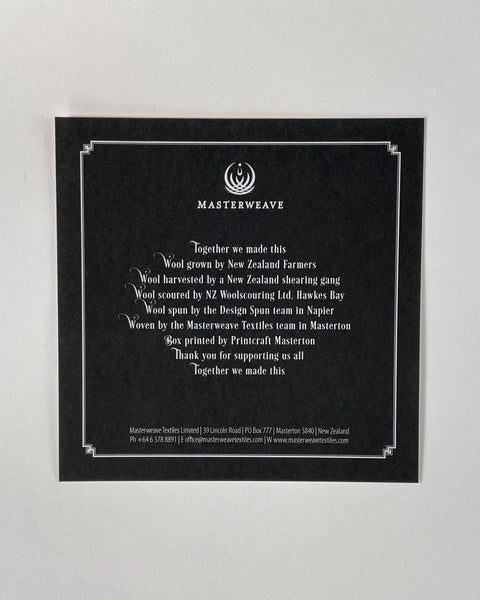 MASTERWEAVE
Together we made this
Wool grown by New Zealand Farmers
Wool harvested by a New Zealand shearing gang
Wool scoured by NZ Woolscouring Ltd. Hawkes Bay
Wool spun by the Design Spun team in Napier
Woven by the Masterweave Textiles team in Masterton
Box printed by Printcraft Masterton
Thank you for supporting us all
Together we made this
Masterweave Textiles Limited | 39 Lincoln Road | PO Box 777 | Masterton 5840 | New Zealand
Ph +64 6 378 8891 | E office@masterweavetextiles.com | W www.masterweavetextiles.com